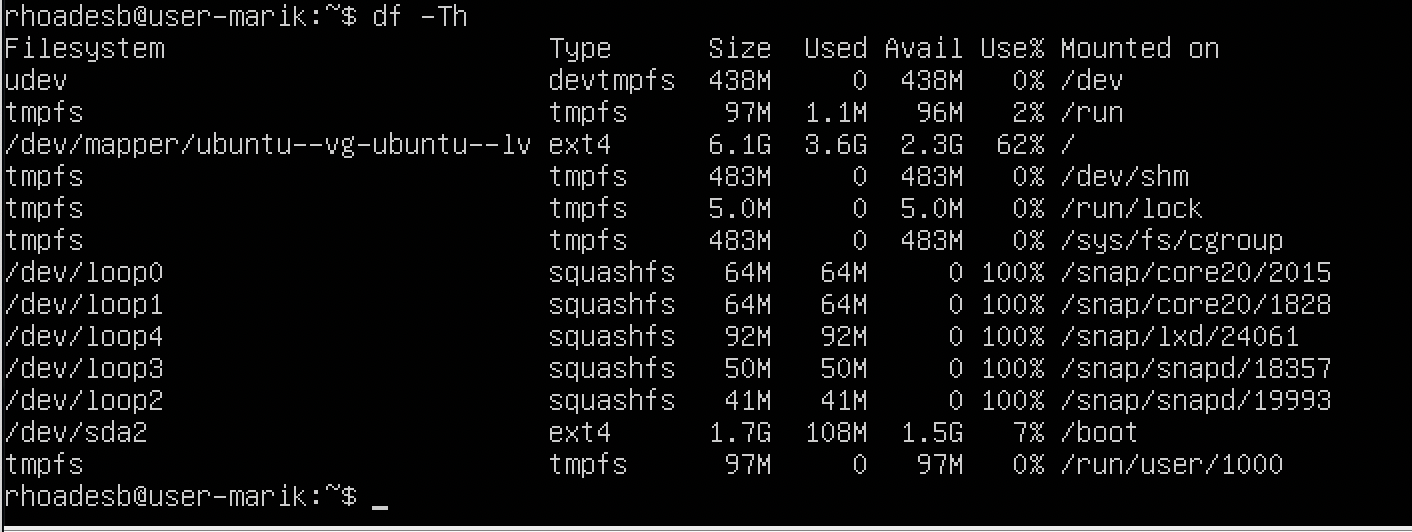 rhoadesb@user-marik:~$ df -Th
Filesystem                        Type      Size  Used Avail Use% Mounted on
udev                              devtmpfs  438M     0  438M   0% /dev
tmpfs                             tmpfs      97M  1.1M   96M   2% /run
/dev/mapper/ubuntu--vg-ubuntu--lv ext4      6.1G  3.6G  2.3G  62% /
tmpfs                             tmpfs     483M     0  483M   0% /dev/shm
tmpfs                             tmpfs     5.0M     0  5.0M   0% /run/lock
tmpfs                             tmpfs     483M     0  483M   0% /sys/fs/cgroup
/dev/loop0                        squashfs   64M   64M     0 100% /snap/core20/2015
/dev/loop1                        squashfs   64M   64M     0 100% /snap/core20/1828
/dev/loop4                        squashfs   92M   92M     0 100% /snap/lxd/24061
/dev/loop3                        squashfs   50M   50M     0 100% /snap/snapd/18357
/dev/loop2                        squashfs   41M   41M     0 100% /snap/snapd/19993
/dev/sda2                         ext4      1.7G  108M  1.5G   7% /boot
tmpfs                             tmpfs      97M     0   97M   0% /run/user/1000
rhoadesb@user-marik:~$ _